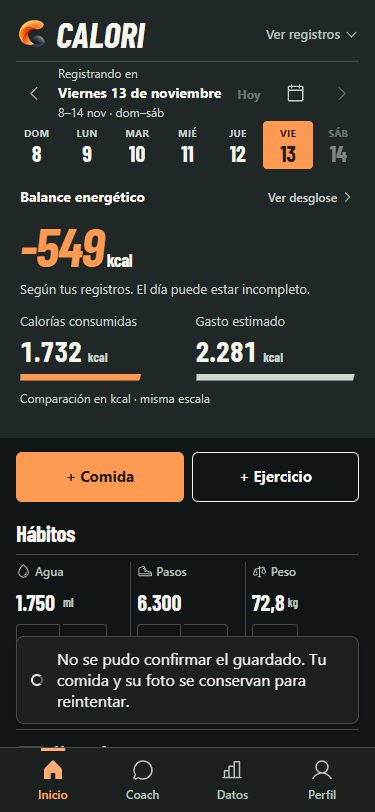 CALORI
Ver registros
Registrando en
Viernes 13 de noviembre
Hoy
8–14 nov · dom–sáb
DOM LUN MAR MIÉ JUE VIE SÁB
8 9 10 11 12 13 14
Balance energético
Ver desglose
-549 kcal
Según tus registros. El día puede estar incompleto.
Calorías consumidas Gasto estimado
1.732 kcal 2.281 kcal
Comparación en kcal · misma escala
+ Comida + Ejercicio
Hábitos
Agua Pasos Peso
1.750 ml 6.300 72,8 kg
No se pudo confirmar el guardado. Tu
comida y su foto se conservan para
reintentar.
Inicio Coach Datos Perfil